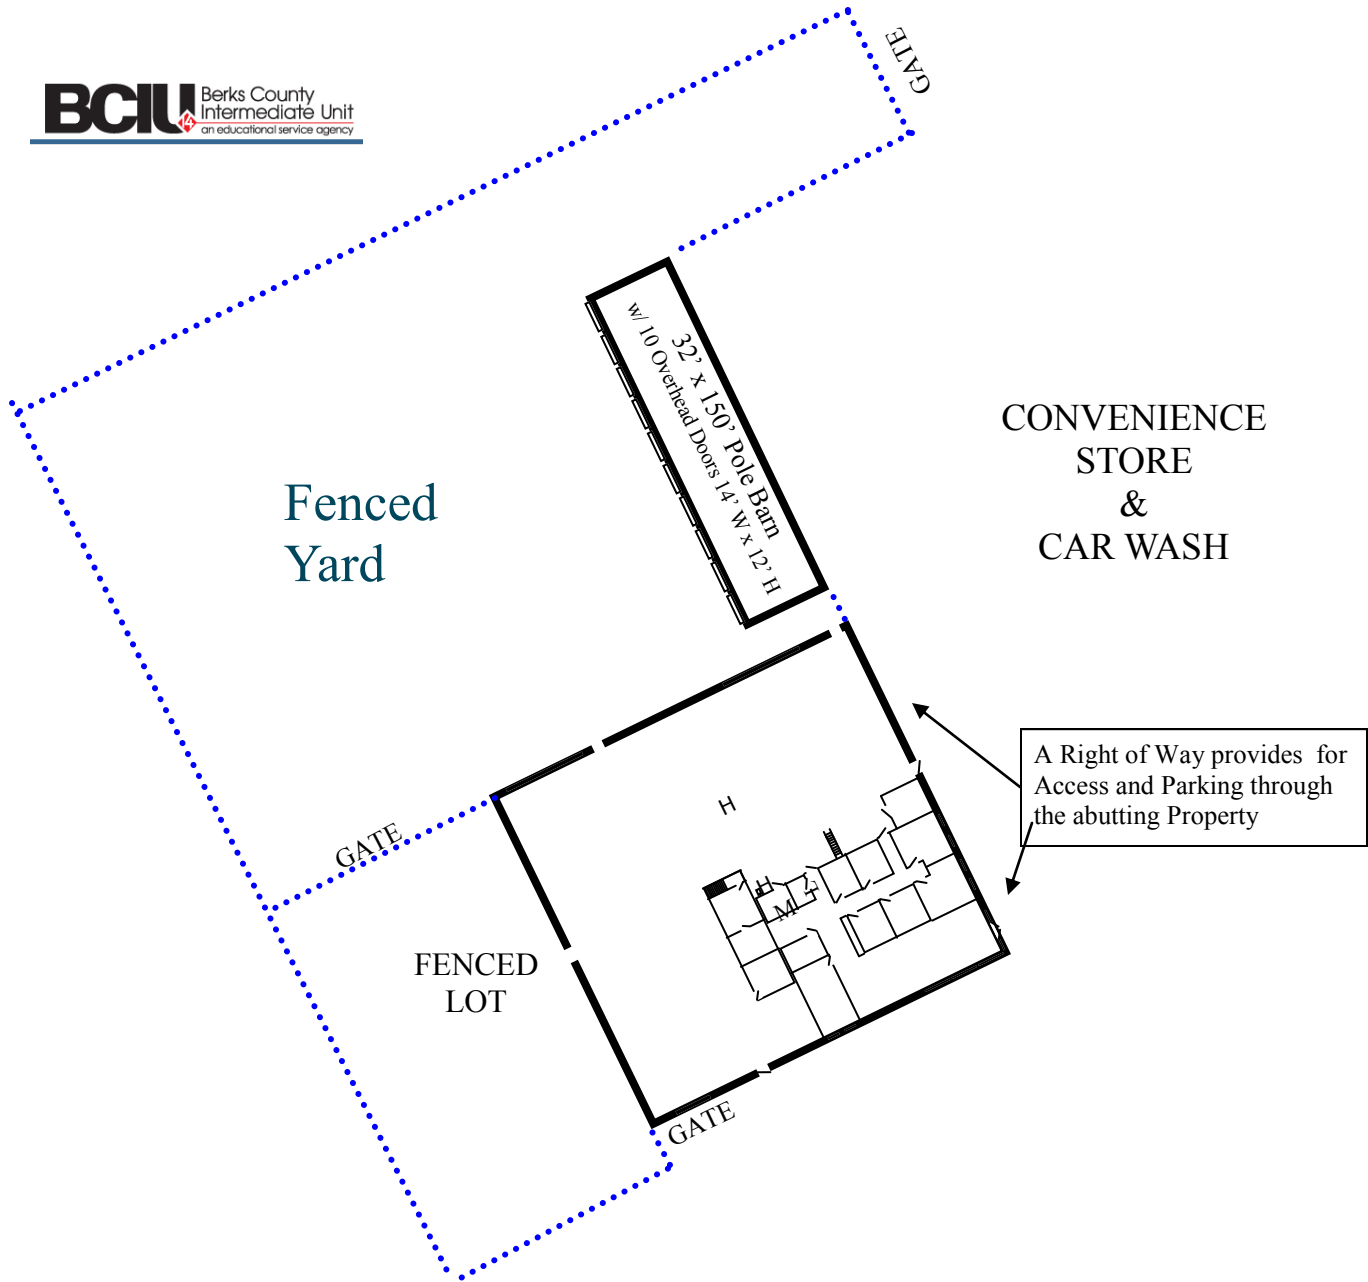 GATE
BCIU
14
Berks County
Intermediate Unit
an educational service agency
32’ x 150’ Pole Barn
w/ 10 Overhead Doors 14’ W x 12’ H
CONVENIENCE
STORE
&
CAR WASH
Fenced
Yard
A Right of Way provides for
Access and Parking through
the abutting Property
H
GATE
H
M
FENCED
LOT
GATE